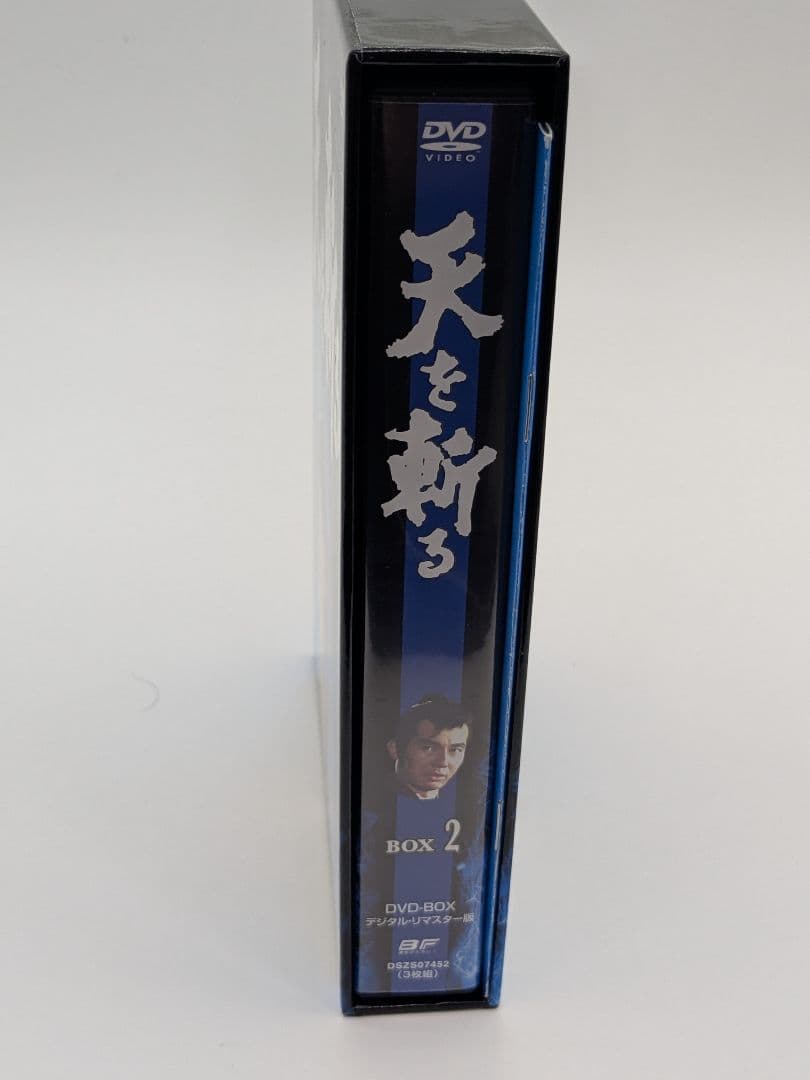 DVD
VIDEO
天を斬る
BOX 2
DVD-BOX
デジタル・リマスター版
BF
DSZS07452
(3枚組)